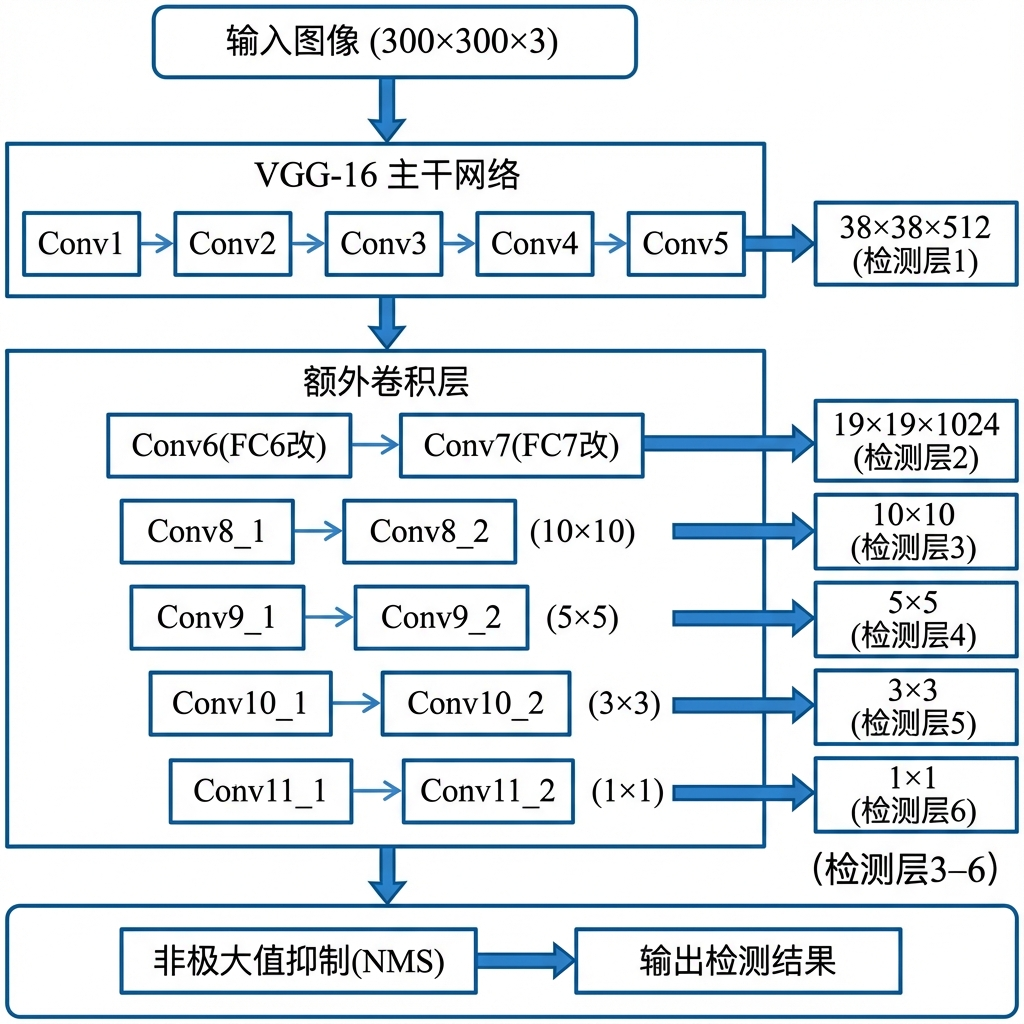 输入图像 (300×300×3)
VGG-16 主干网络
Conv1
Conv2
Conv3
Conv4
Conv5
38×38×512
(检测层1)
额外卷积层
Conv6(FC6改)
Conv7(FC7改)
19×19×1024
(检测层2)
Conv8_1
Conv8_2
(10×10)
10×10
(检测层3)
Conv9_1
Conv9_2
(5×5)
5×5
(检测层4)
Conv10_1
Conv10_2
(3×3)
3×3
(检测层5)
Conv11_1
Conv11_2
(1×1)
1×1
(检测层6)
(检测层3–6)
非极大值抑制(NMS)
输出检测结果